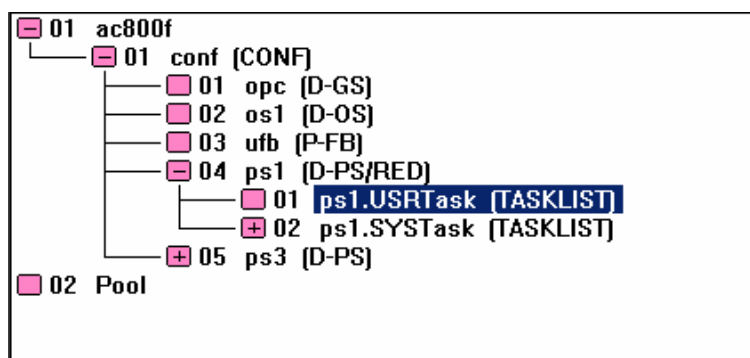 01 ac800f
01 conf (CONF)
01 opc (D-GS)
02 os1 (D-OS)
03 ufb (P-FB)
04 ps1 (D-PS/RED)
01 ps1.USRTask (TASKLIST)
02 ps1.SYSTask (TASKLIST)
05 ps3 (D-PS)
02 Pool